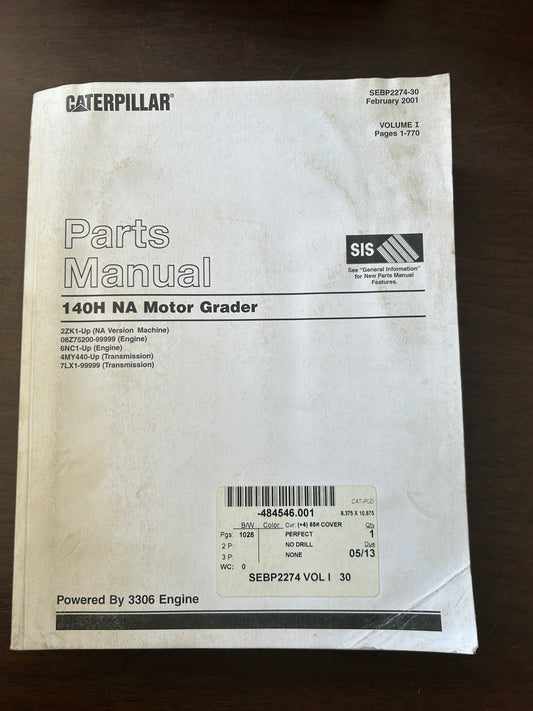 CATERPILLAR®
SEBP2274-30
February 2001
VOLUME I
Pages 1-770
Parts
Manual
SIS
See "General Information"
for New Parts Manual
Features.
140H NA Motor Grader
2ZK1-Up (NA Version Machine)
08Z75200-99999 (Engine)
6NC1-Up (Engine)
4MY440-Up (Transmission)
7LX1-99999 (Transmission)
CAT-POD
-484546.001 8.375 X 10.875
B/W Color Cvr: (+4) 68# COVER Qty
Pgs: 1028 PERFECT 1
2 P: NO DRILL Due
3 P: NONE 05/13
WC: 0
SEBP2274 VOL I 30
Powered By 3306 Engine